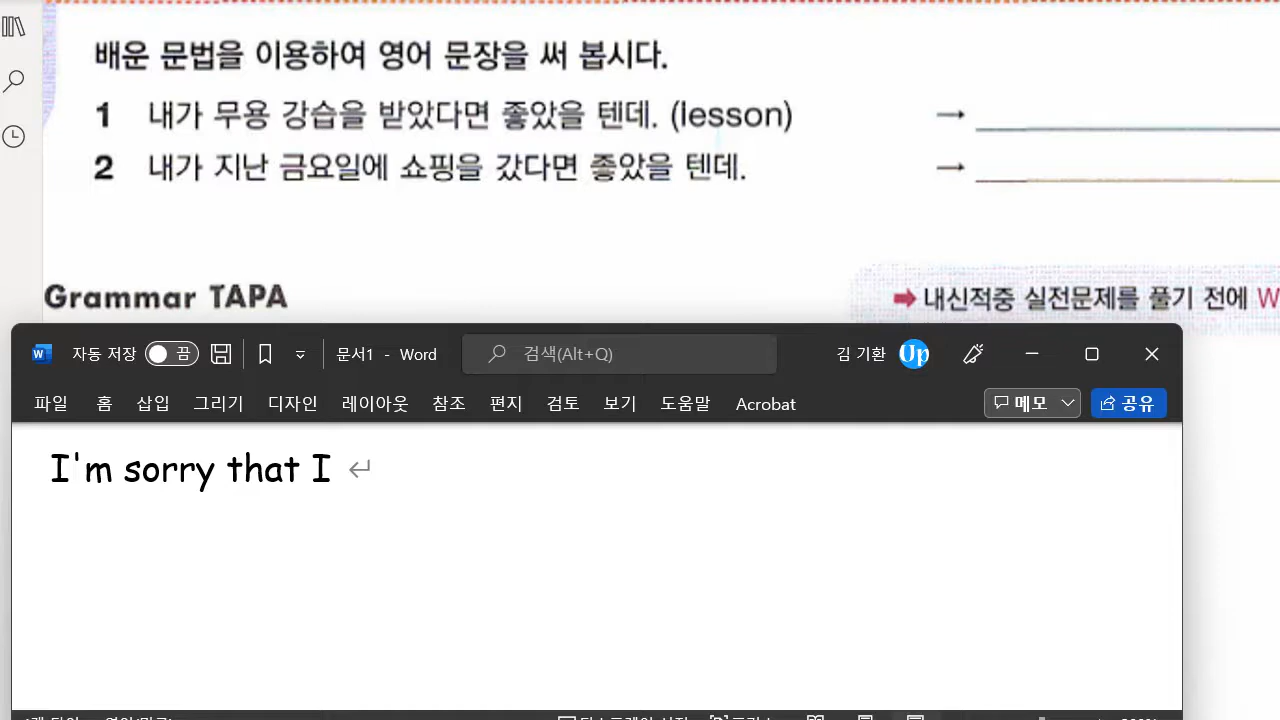 배운 문법을 이용하여 영어 문장을 써 봅시다.
1 내가 무용 강습을 받았다면 좋았을 텐데. (lesson) →
2 내가 지난 금요일에 쇼핑을 갔다면 좋았을 텐데. →
Grammar TAPA
➡ 내신적중 실전문제를 풀기 전에 W
자동 저장 끔 문서1 - Word 검색(Alt+Q) 김 기환 Up
파일 홈 삽입 그리기 디자인 레이아웃 참조 편지 검토 보기 도움말 Acrobat 메모 공유
I'm sorry that I